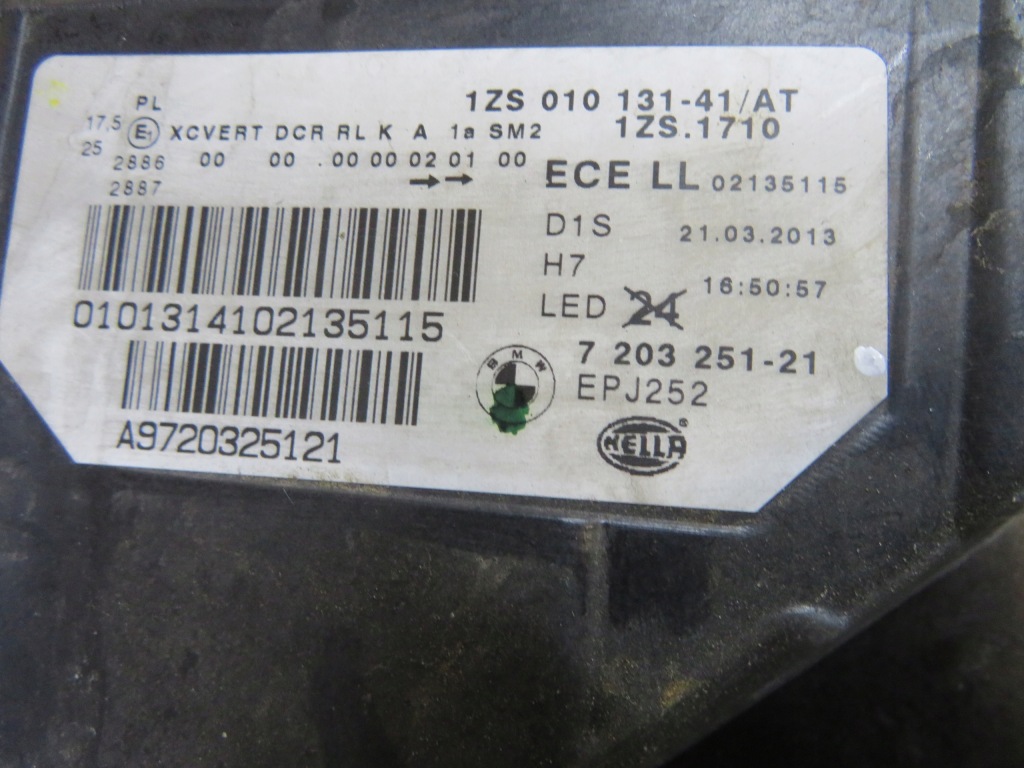 1ZS 010 131-41/AT
1ZS.1710
PL
17,5 E1 XCVERT DCR RL K A 1a SM2
25 2886 00 00 .00 00 02 01 00
2887 → →
ECE LL 02135115
D1S 21.03.2013
H7 16:50:57
LED 24
0101314102135115
7 203 251-21
BMW EPJ252
A9720325121
HELLA®